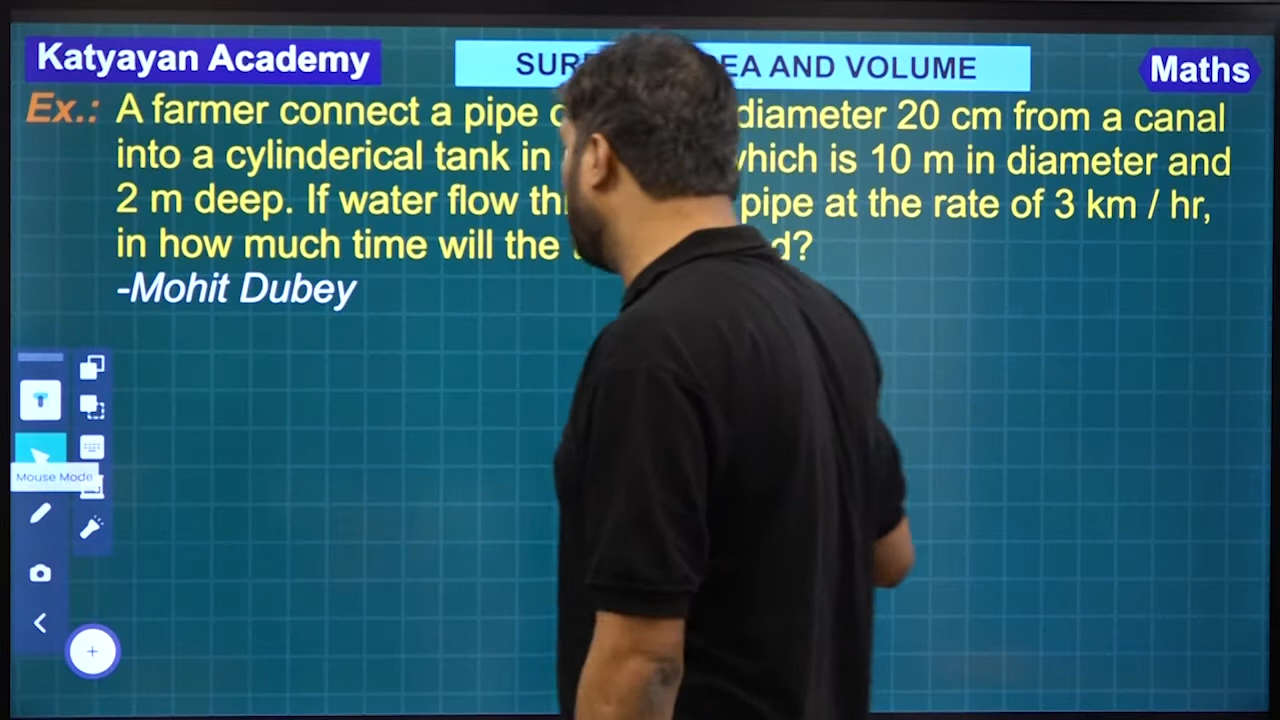 Katyayan Academy
SURF EA AND VOLUME
Maths
Ex.: A farmer connect a pipe diameter 20 cm from a canal
into a cylinderical tank in which is 10 m in diameter and
2 m deep. If water flow pipe at the rate of 3 km / hr,
in how much time will the
-Mohit Dubey
Mouse Mode